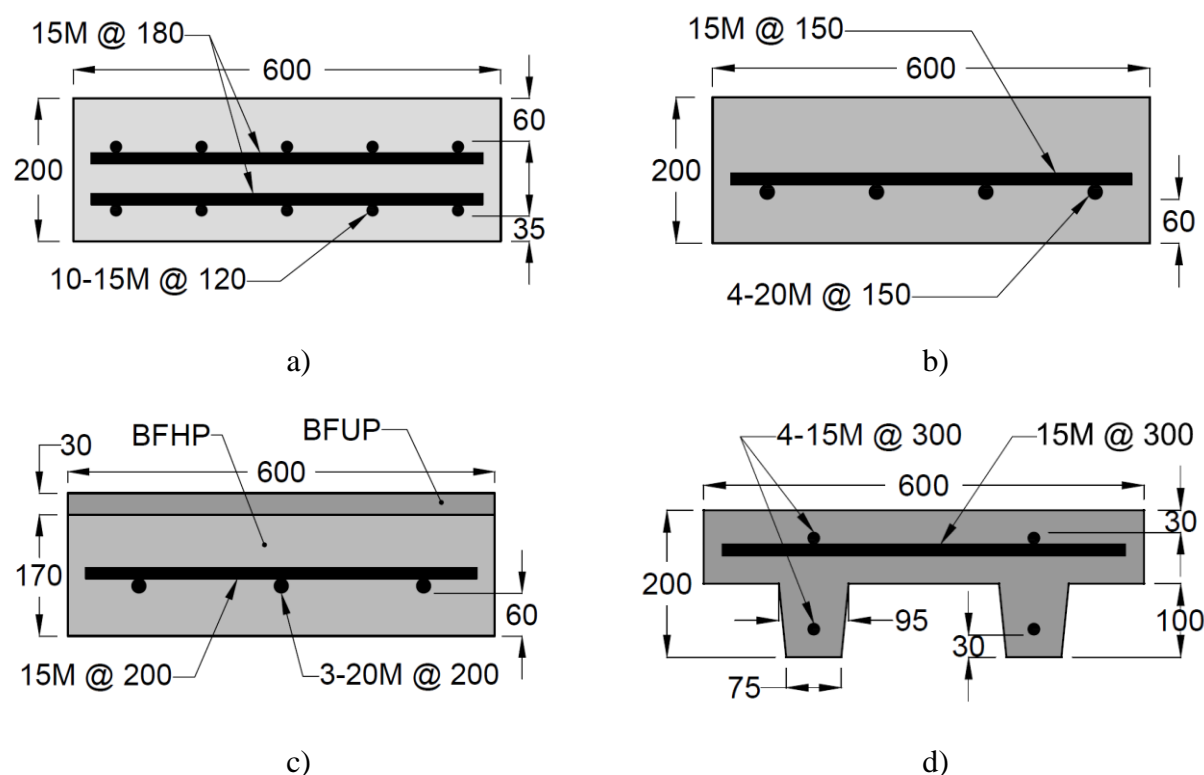 15M @ 180
600
60
200
35
10-15M @ 120
a)
15M @ 150
600
200
60
4-20M @ 150
b)
30
BFHP
BFUP
600
170
60
15M @ 200
3-20M @ 200
c)
4-15M @ 300
15M @ 300
600
30
200
95
100
30
75
d)